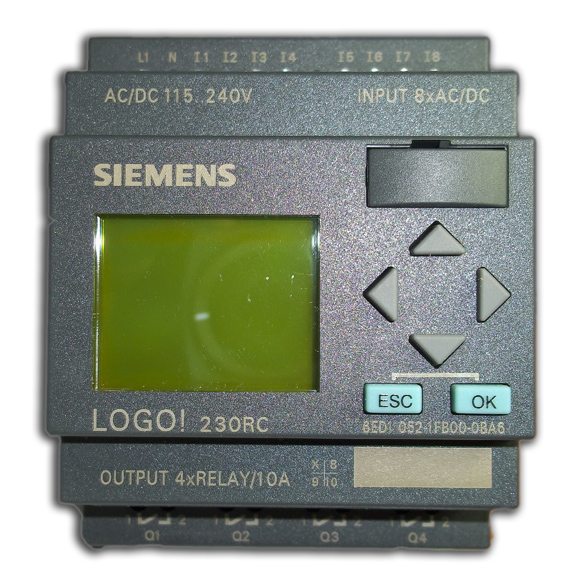 L1 N I1 I2 I3 I4 I5 I6 I7 I8
AC/DC 115..240V INPUT 8xAC/DC
SIEMENS
ESC OK
LOGO! 230RC
6ED1 052-1FB00-0BA6
OUTPUT 4xRELAY/10A
X 8
9 10
1 2 1 2 1 2 1 2
Q1 Q2 Q3 Q4